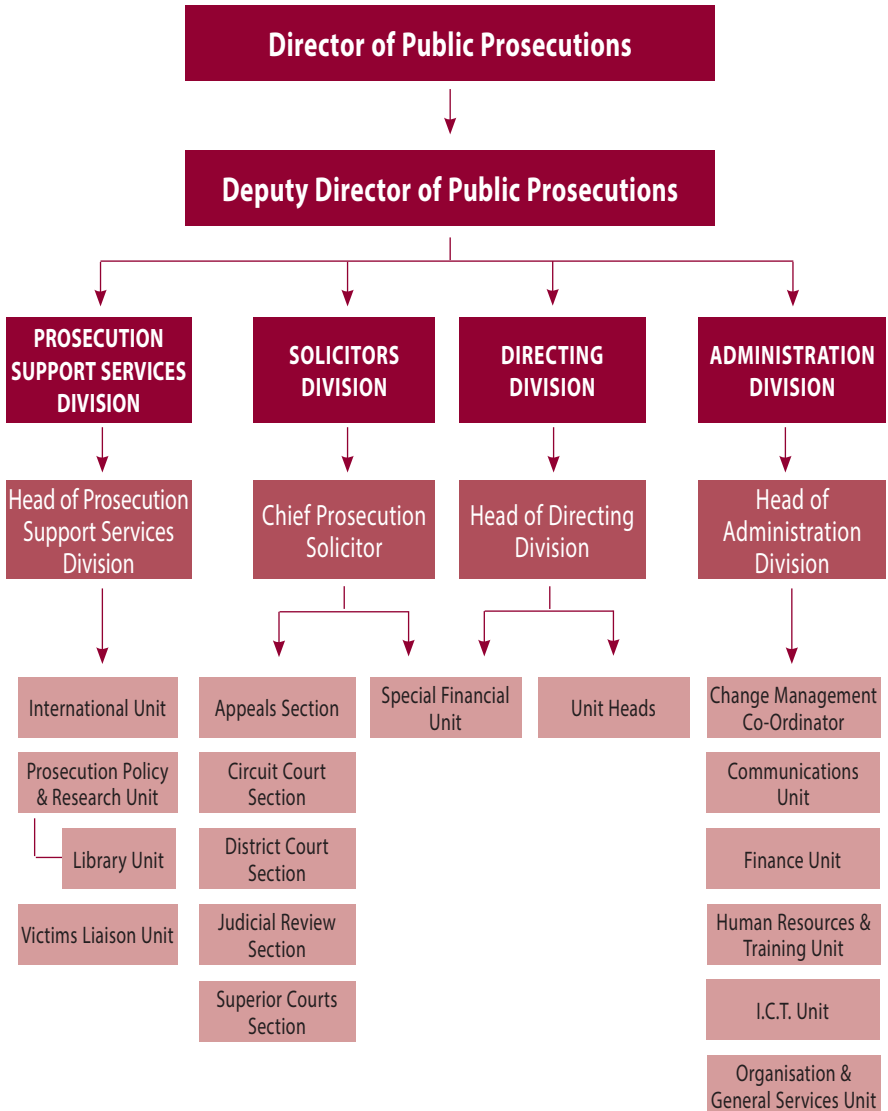 Director of Public Prosecutions
Deputy Director of Public Prosecutions
PROSECUTION
SUPPORT SERVICES
DIVISION
SOLICITORS
DIVISION
DIRECTING
DIVISION
ADMINISTRATION
DIVISION
Head of Prosecution
Support Services
Division
Chief Prosecution
Solicitor
Head of Directing
Division
Head of
Administration
Division
International Unit
Prosecution Policy
& Research Unit
Library Unit
Victims Liaison Unit
Appeals Section
Circuit Court
Section
District Court
Section
Judicial Review
Section
Superior Courts
Section
Special Financial
Unit
Unit Heads
Change Management
Co-Ordinator
Communications
Unit
Finance Unit
Human Resources &
Training Unit
I.C.T. Unit
Organisation &
General Services Unit